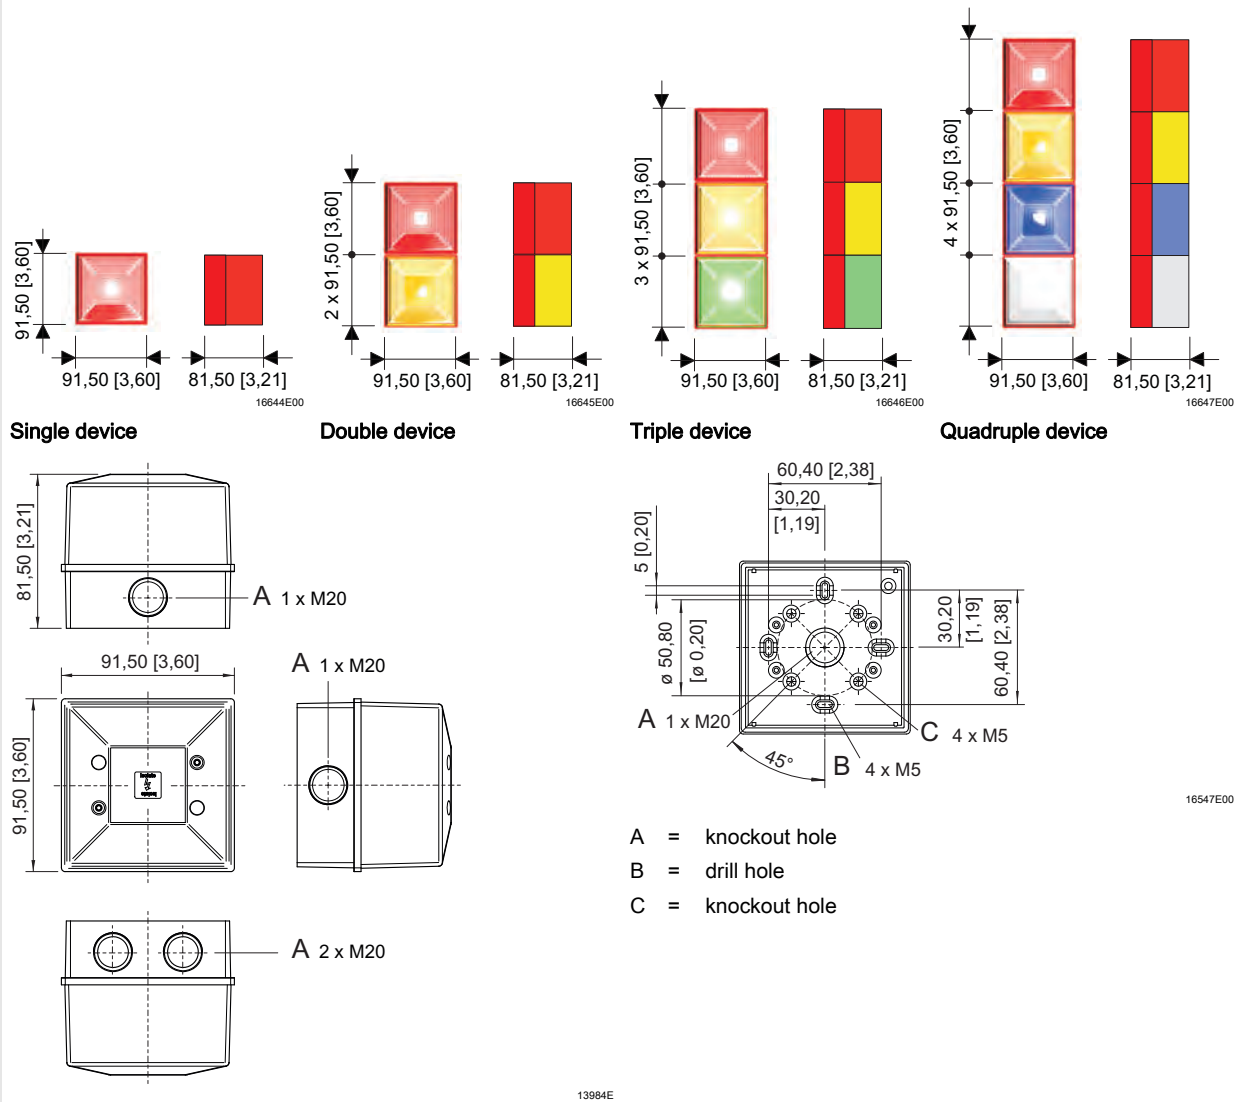 91,50 [3,60]
91,50 [3,60]
81,50 [3,21]
16644E00
2 x 91,50 [3,60]
91,50 [3,60]
81,50 [3,21]
16645E00
3 x 91,50 [3,60]
91,50 [3,60]
81,50 [3,21]
16646E00
4 x 91,50 [3,60]
91,50 [3,60]
81,50 [3,21]
16647E00
Single device
Double device
Triple device
Quadruple device
81,50 [3,21]
A 1 x M20
91,50 [3,60]
91,50 [3,60]
A 1 x M20
A 2 x M20
13984E
60,40 [2,38]
30,20
[1,19]
5 [0,20]
ø 50,80
[ø 0,20]
30,20
[1,19]
60,40 [2,38]
A 1 x M20
45°
B 4 x M5
C 4 x M5
16547E00
A = knockout hole
B = drill hole
C = knockout hole